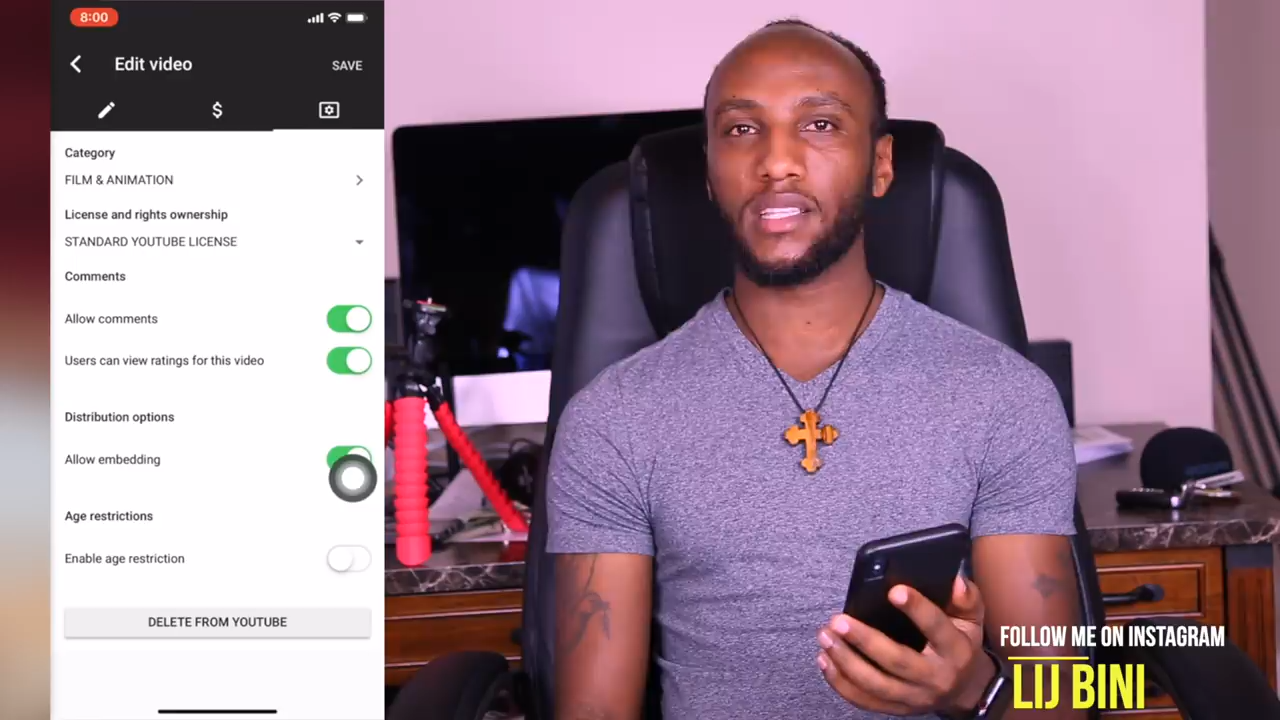 8:00
Edit video
SAVE
$
Category
FILM & ANIMATION
License and rights ownership
STANDARD YOUTUBE LICENSE
Comments
Allow comments
Users can view ratings for this video
Distribution options
Allow embedding
Age restrictions
Enable age restriction
DELETE FROM YOUTUBE
FOLLOW ME ON INSTAGRAM
LIJ BINI